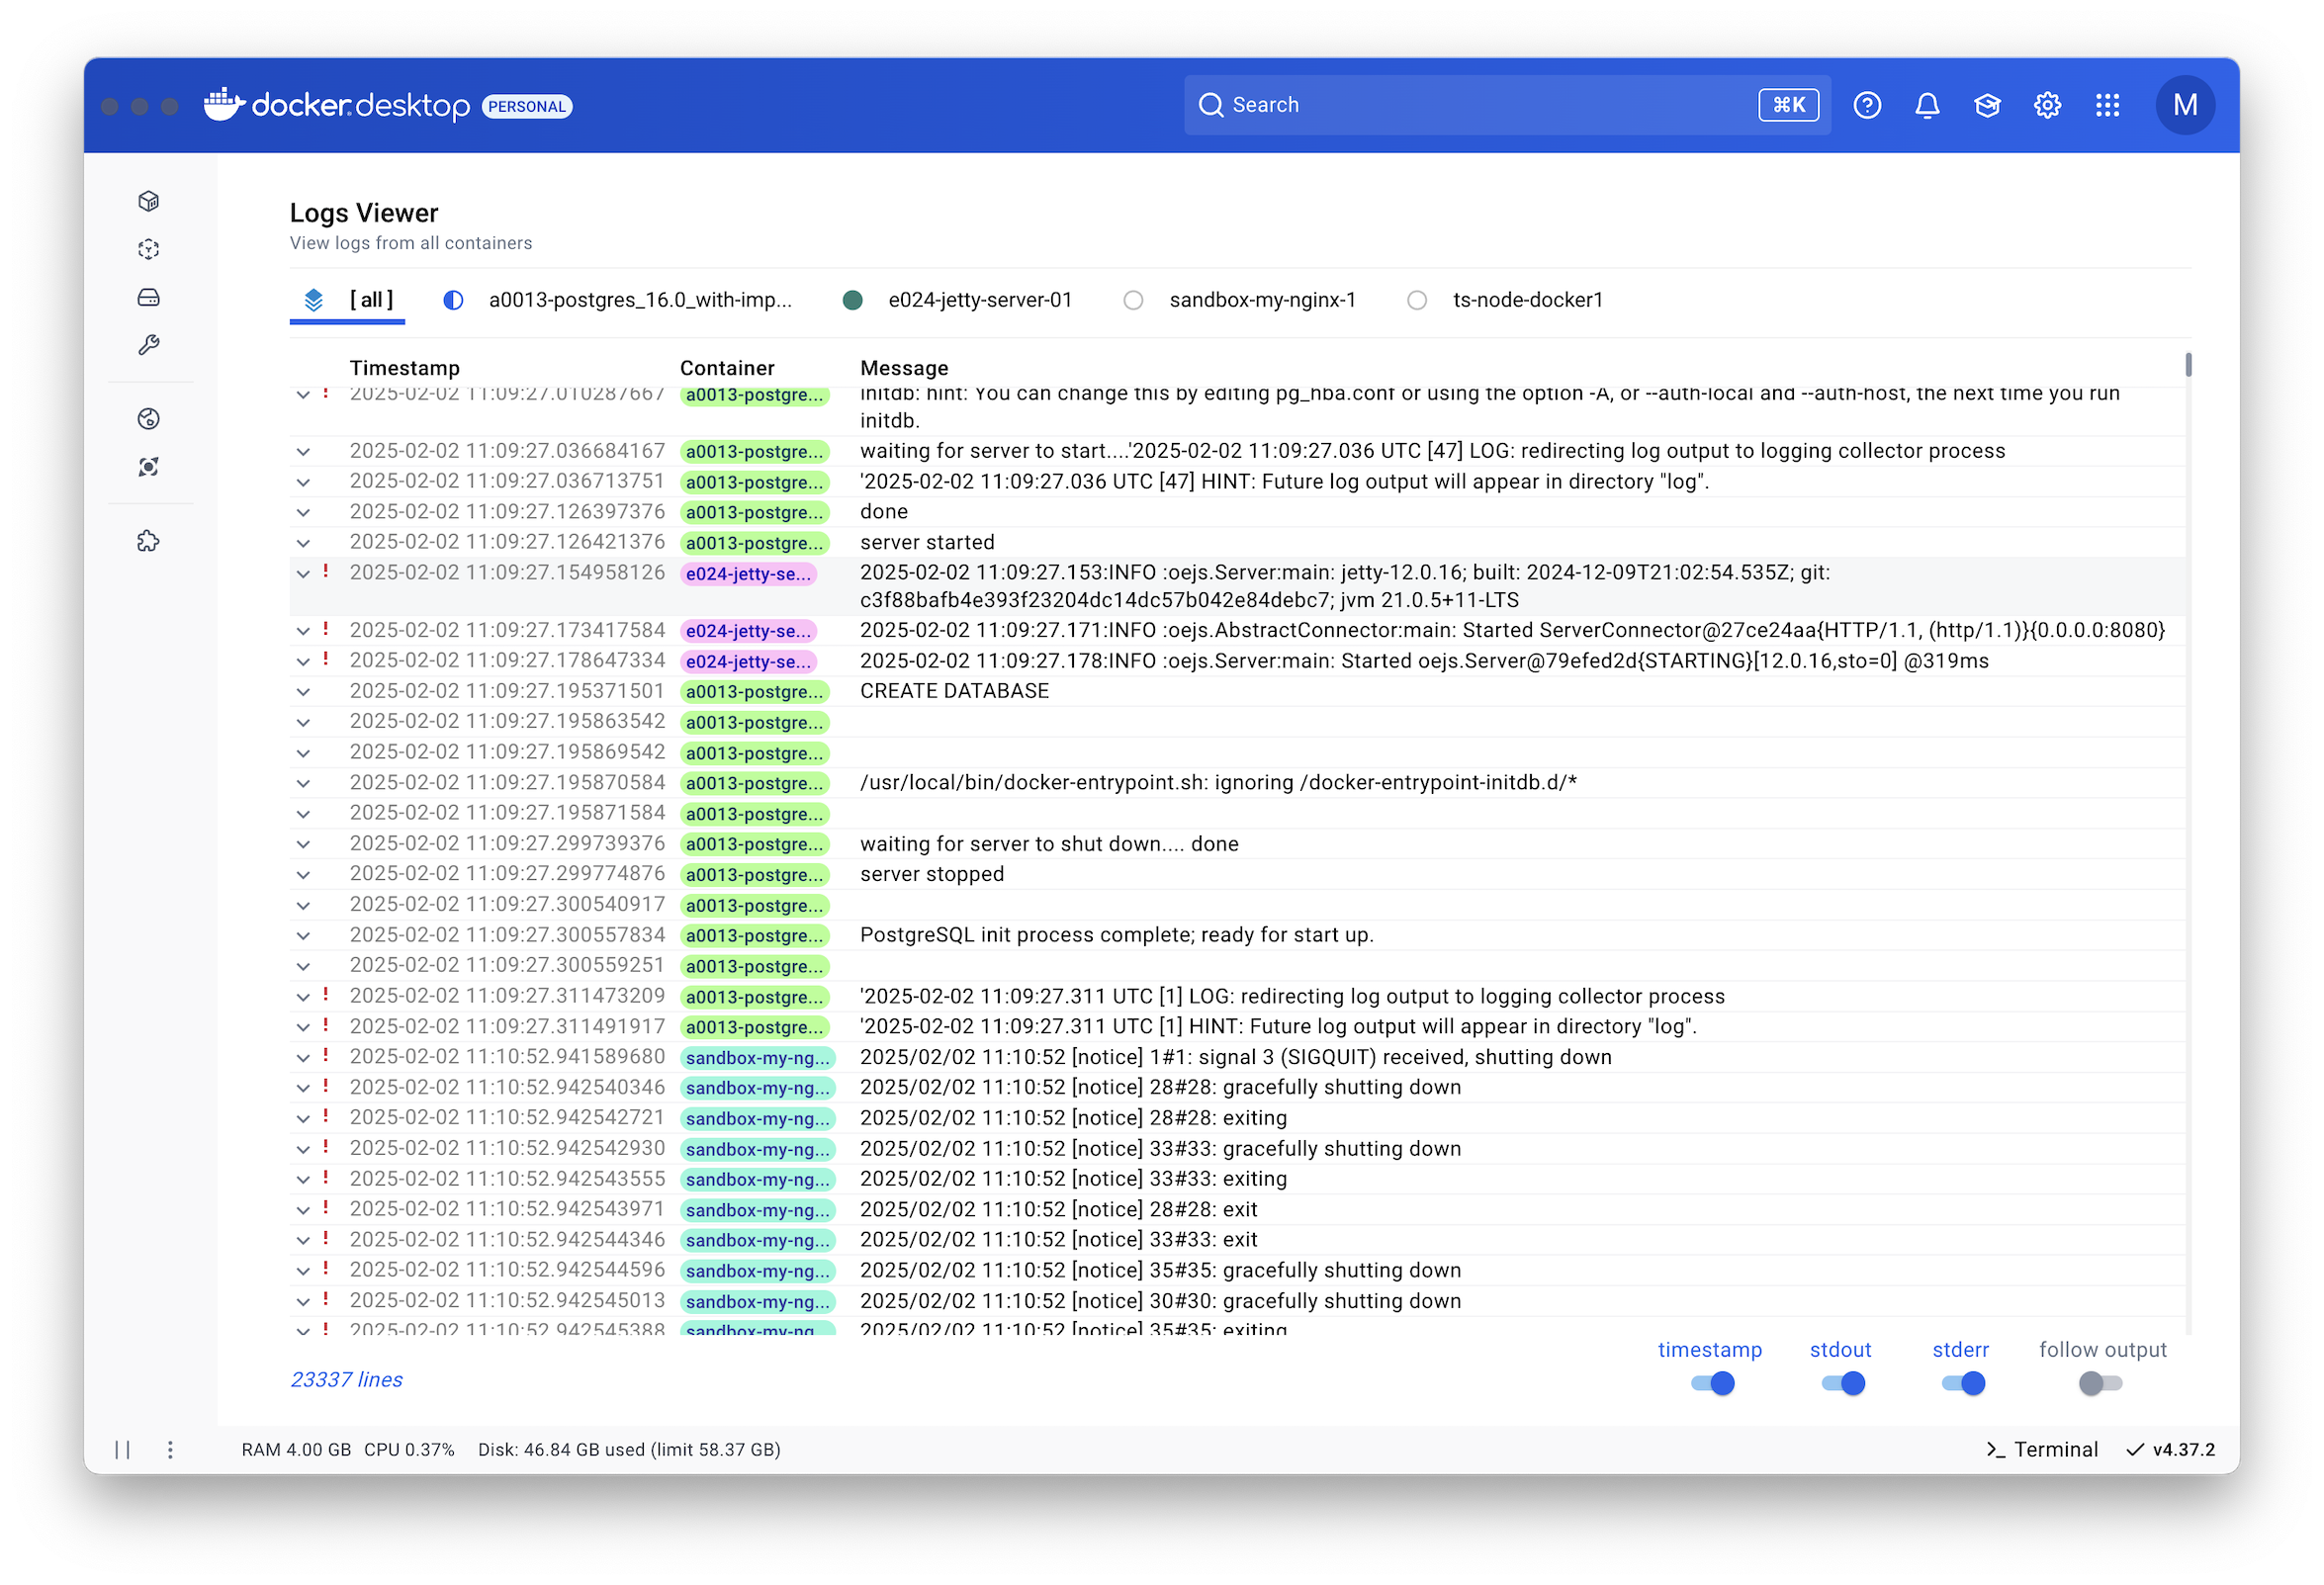 docker desktop PERSONAL
Search
⌘K
M
Logs Viewer
View logs from all containers
[ all ] a0013-postgres_16.0_with-imp... e024-jetty-server-01 sandbox-my-nginx-1 ts-node-docker1
Timestamp Container Message
! 2025-02-02 11:09:27.010287667 a0013-postgre... initdb: hint: You can change this by editing pg_hba.conf or using the option -A, or --auth-local and --auth-host, the next time you run
initdb.
2025-02-02 11:09:27.036684167 a0013-postgre... waiting for server to start....'2025-02-02 11:09:27.036 UTC [47] LOG: redirecting log output to logging collector process
2025-02-02 11:09:27.036713751 a0013-postgre... '2025-02-02 11:09:27.036 UTC [47] HINT: Future log output will appear in directory "log".
2025-02-02 11:09:27.126397376 a0013-postgre... done
2025-02-02 11:09:27.126421376 a0013-postgre... server started
! 2025-02-02 11:09:27.154958126 e024-jetty-se... 2025-02-02 11:09:27.153:INFO :oejs.Server:main: jetty-12.0.16; built: 2024-12-09T21:02:54.535Z; git:
c3f88bafb4e393f23204dc14dc57b042e84debc7; jvm 21.0.5+11-LTS
! 2025-02-02 11:09:27.173417584 e024-jetty-se... 2025-02-02 11:09:27.171:INFO :oejs.AbstractConnector:main: Started ServerConnector@27ce24aa{HTTP/1.1, (http/1.1)}{0.0.0.0:8080}
! 2025-02-02 11:09:27.178647334 e024-jetty-se... 2025-02-02 11:09:27.178:INFO :oejs.Server:main: Started oejs.Server@79efed2d{STARTING}[12.0.16,sto=0] @319ms
2025-02-02 11:09:27.195371501 a0013-postgre... CREATE DATABASE
2025-02-02 11:09:27.195863542 a0013-postgre...
2025-02-02 11:09:27.195869542 a0013-postgre...
2025-02-02 11:09:27.195870584 a0013-postgre... /usr/local/bin/docker-entrypoint.sh: ignoring /docker-entrypoint-initdb.d/*
2025-02-02 11:09:27.195871584 a0013-postgre...
2025-02-02 11:09:27.299739376 a0013-postgre... waiting for server to shut down.... done
2025-02-02 11:09:27.299774876 a0013-postgre... server stopped
2025-02-02 11:09:27.300540917 a0013-postgre...
2025-02-02 11:09:27.300557834 a0013-postgre... PostgreSQL init process complete; ready for start up.
2025-02-02 11:09:27.300559251 a0013-postgre...
! 2025-02-02 11:09:27.311473209 a0013-postgre... '2025-02-02 11:09:27.311 UTC [1] LOG: redirecting log output to logging collector process
! 2025-02-02 11:09:27.311491917 a0013-postgre... '2025-02-02 11:09:27.311 UTC [1] HINT: Future log output will appear in directory "log".
! 2025-02-02 11:10:52.941589680 sandbox-my-ng... 2025/02/02 11:10:52 [notice] 1#1: signal 3 (SIGQUIT) received, shutting down
! 2025-02-02 11:10:52.942540346 sandbox-my-ng... 2025/02/02 11:10:52 [notice] 28#28: gracefully shutting down
! 2025-02-02 11:10:52.942542721 sandbox-my-ng... 2025/02/02 11:10:52 [notice] 28#28: exiting
! 2025-02-02 11:10:52.942542930 sandbox-my-ng... 2025/02/02 11:10:52 [notice] 33#33: gracefully shutting down
! 2025-02-02 11:10:52.942543555 sandbox-my-ng... 2025/02/02 11:10:52 [notice] 33#33: exiting
! 2025-02-02 11:10:52.942543971 sandbox-my-ng... 2025/02/02 11:10:52 [notice] 28#28: exit
! 2025-02-02 11:10:52.942544346 sandbox-my-ng... 2025/02/02 11:10:52 [notice] 33#33: exit
! 2025-02-02 11:10:52.942544596 sandbox-my-ng... 2025/02/02 11:10:52 [notice] 35#35: gracefully shutting down
! 2025-02-02 11:10:52.942545013 sandbox-my-ng... 2025/02/02 11:10:52 [notice] 30#30: gracefully shutting down
! 2025-02-02 11:10:52.942545388 sandbox-my-ng... 2025/02/02 11:10:52 [notice] 35#35: exiting
timestamp stdout stderr follow output
23337 lines
RAM 4.00 GB CPU 0.37% Disk: 46.84 GB used (limit 58.37 GB) >_ Terminal v4.37.2